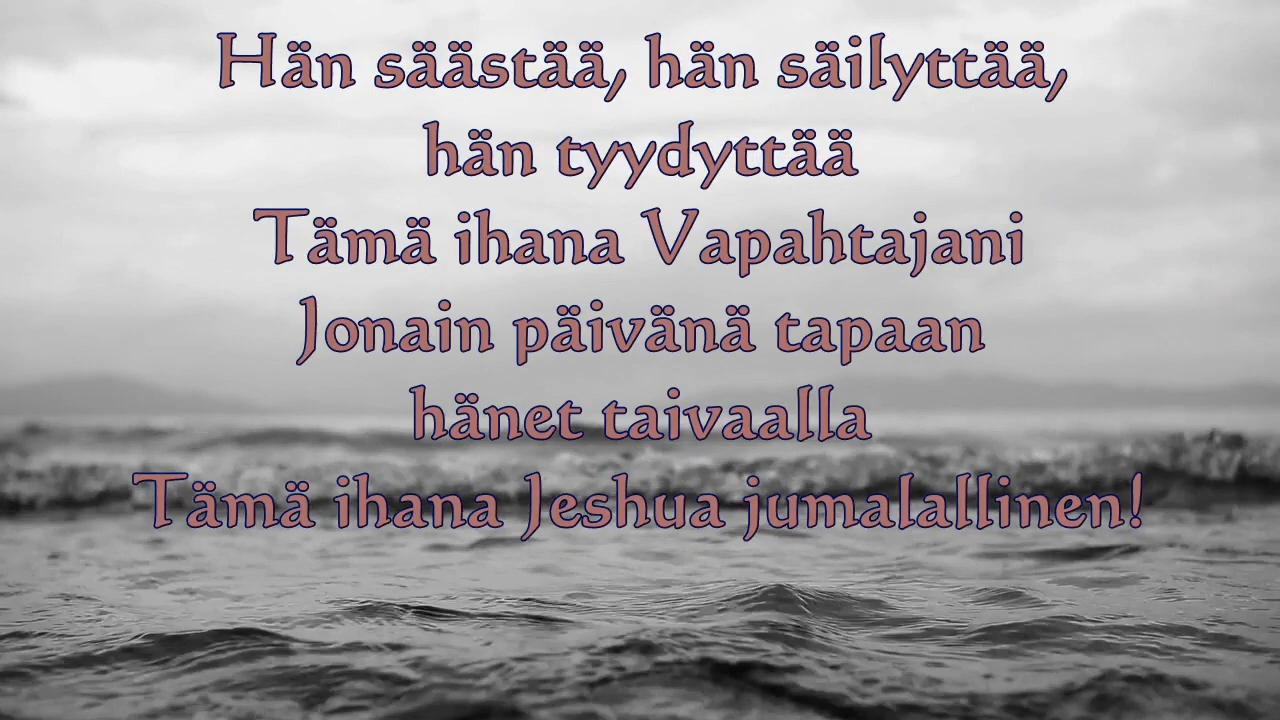 Hän säästää, hän säilyttää,
hän tyydyttää
Tämä ihana Vapahtajani
Jonain päivänä tapaan
hänet taivaalla
Tämä ihana Jeshua jumalallinen!